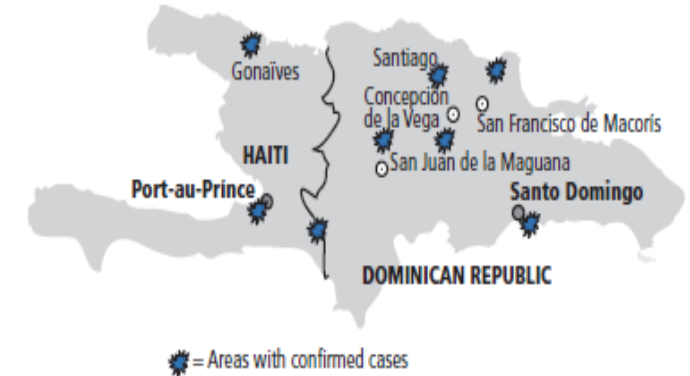 Santiago
Gonaïves
Concepción
de la Vega
San Francisco de Macorís
HAITI
San Juan de la Maguana
Port-au-Prince
Santo Domingo
DOMINICAN REPUBLIC
= Areas with confirmed cases